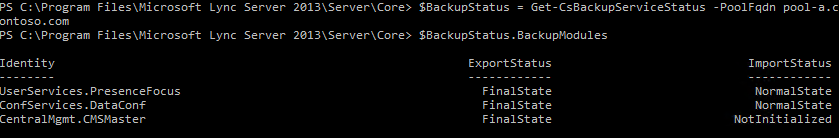 PS C:\Program Files\Microsoft Lync Server 2013\Server\Core> $BackupStatus = Get-CsBackupServiceStatus -PoolFqdn pool-a.c
ontoso.com
PS C:\Program Files\Microsoft Lync Server 2013\Server\Core> $BackupStatus.BackupModules
Identity ExportStatus ImportStatus
-------- ------------ ------------
UserServices.PresenceFocus FinalState NormalState
ConfServices.DataConf FinalState NormalState
CentralMgmt.CMSMaster FinalState NotInitialized